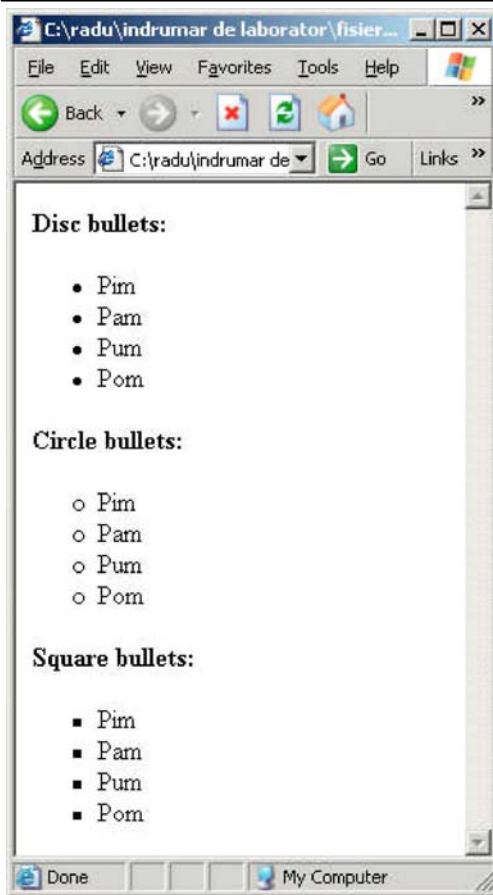 C:\radu\indrumar de laborator\fisier...
File Edit View Favorites Tools Help
Back
Address C:\radu\indrumar de Go Links
Disc bullets:
Pim
Pam
Pum
Pom
Circle bullets:
Pim
Pam
Pum
Pom
Square bullets:
Pim
Pam
Pum
Pom
Done My Computer